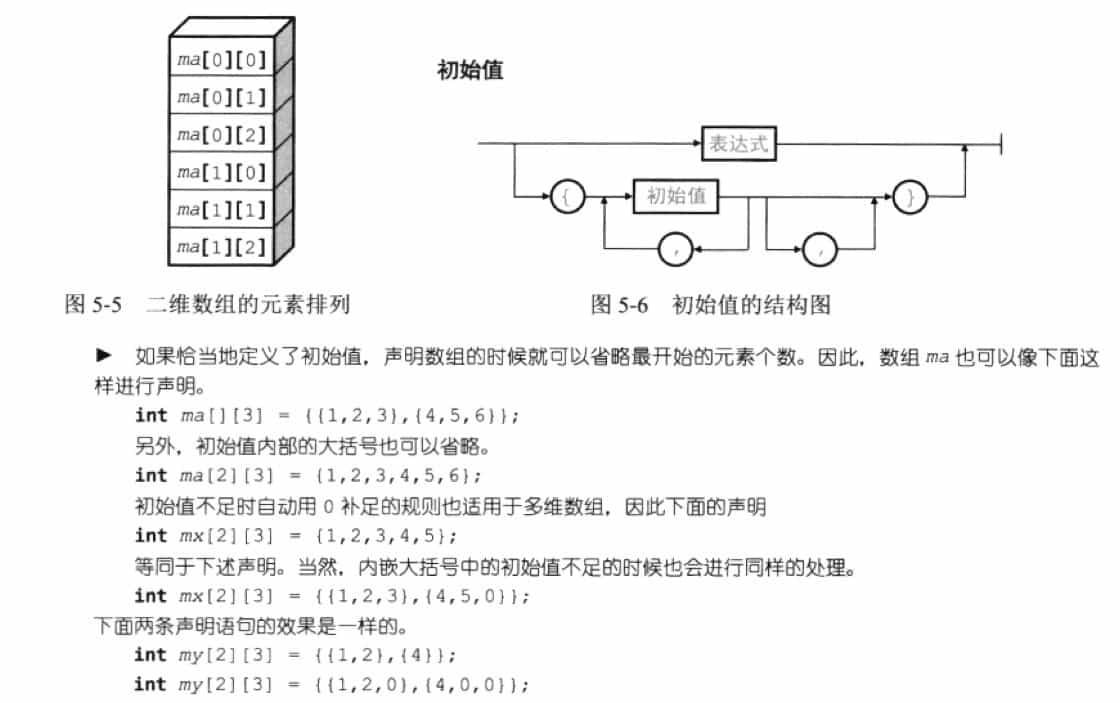 ma[0][0]
ma[0][1]
ma[0][2]
ma[1][0]
ma[1][1]
ma[1][2]
图 5-5 二维数组的元素排列
初始值
表达式
{
初始值
}
,
,
图 5-6 初始值的结构图
▶ 如果恰当地定义了初始值，声明数组的时候就可以省略最开始的元素个数。因此，数组 ma 也可以像下面这
样进行声明。
int ma[][3] = {{1,2,3},{4,5,6}};
另外，初始值内部的大括号也可以省略。
int ma[2][3] = {1,2,3,4,5,6};
初始值不足时自动用 0 补足的规则也适用于多维数组，因此下面的声明
int mx[2][3] = {1,2,3,4,5};
等同于下述声明。当然，内嵌大括号中的初始值不足的时候也会进行同样的处理。
int mx[2][3] = {{1,2,3},{4,5,0}};
下面两条声明语句的效果是一样的。
int my[2][3] = {{1,2},{4}};
int my[2][3] = {{1,2,0},{4,0,0}};